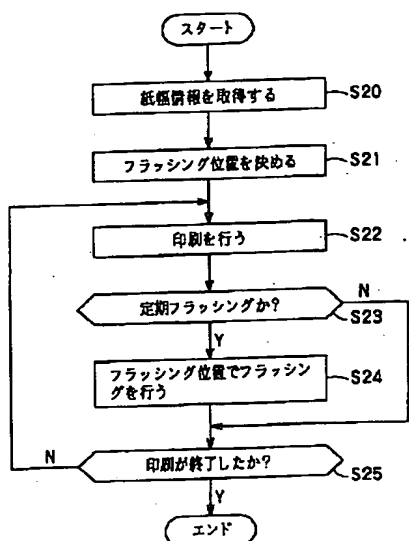 スタート
紙幅情報を取得する
S20
フラッシング位置を決める
S21
印刷を行う
S22
定期フラッシングか?
N
S23
Y
フラッシング位置でフラッシ
ングを行う
S24
N
印刷が終了したか?
S25
Y
エンド